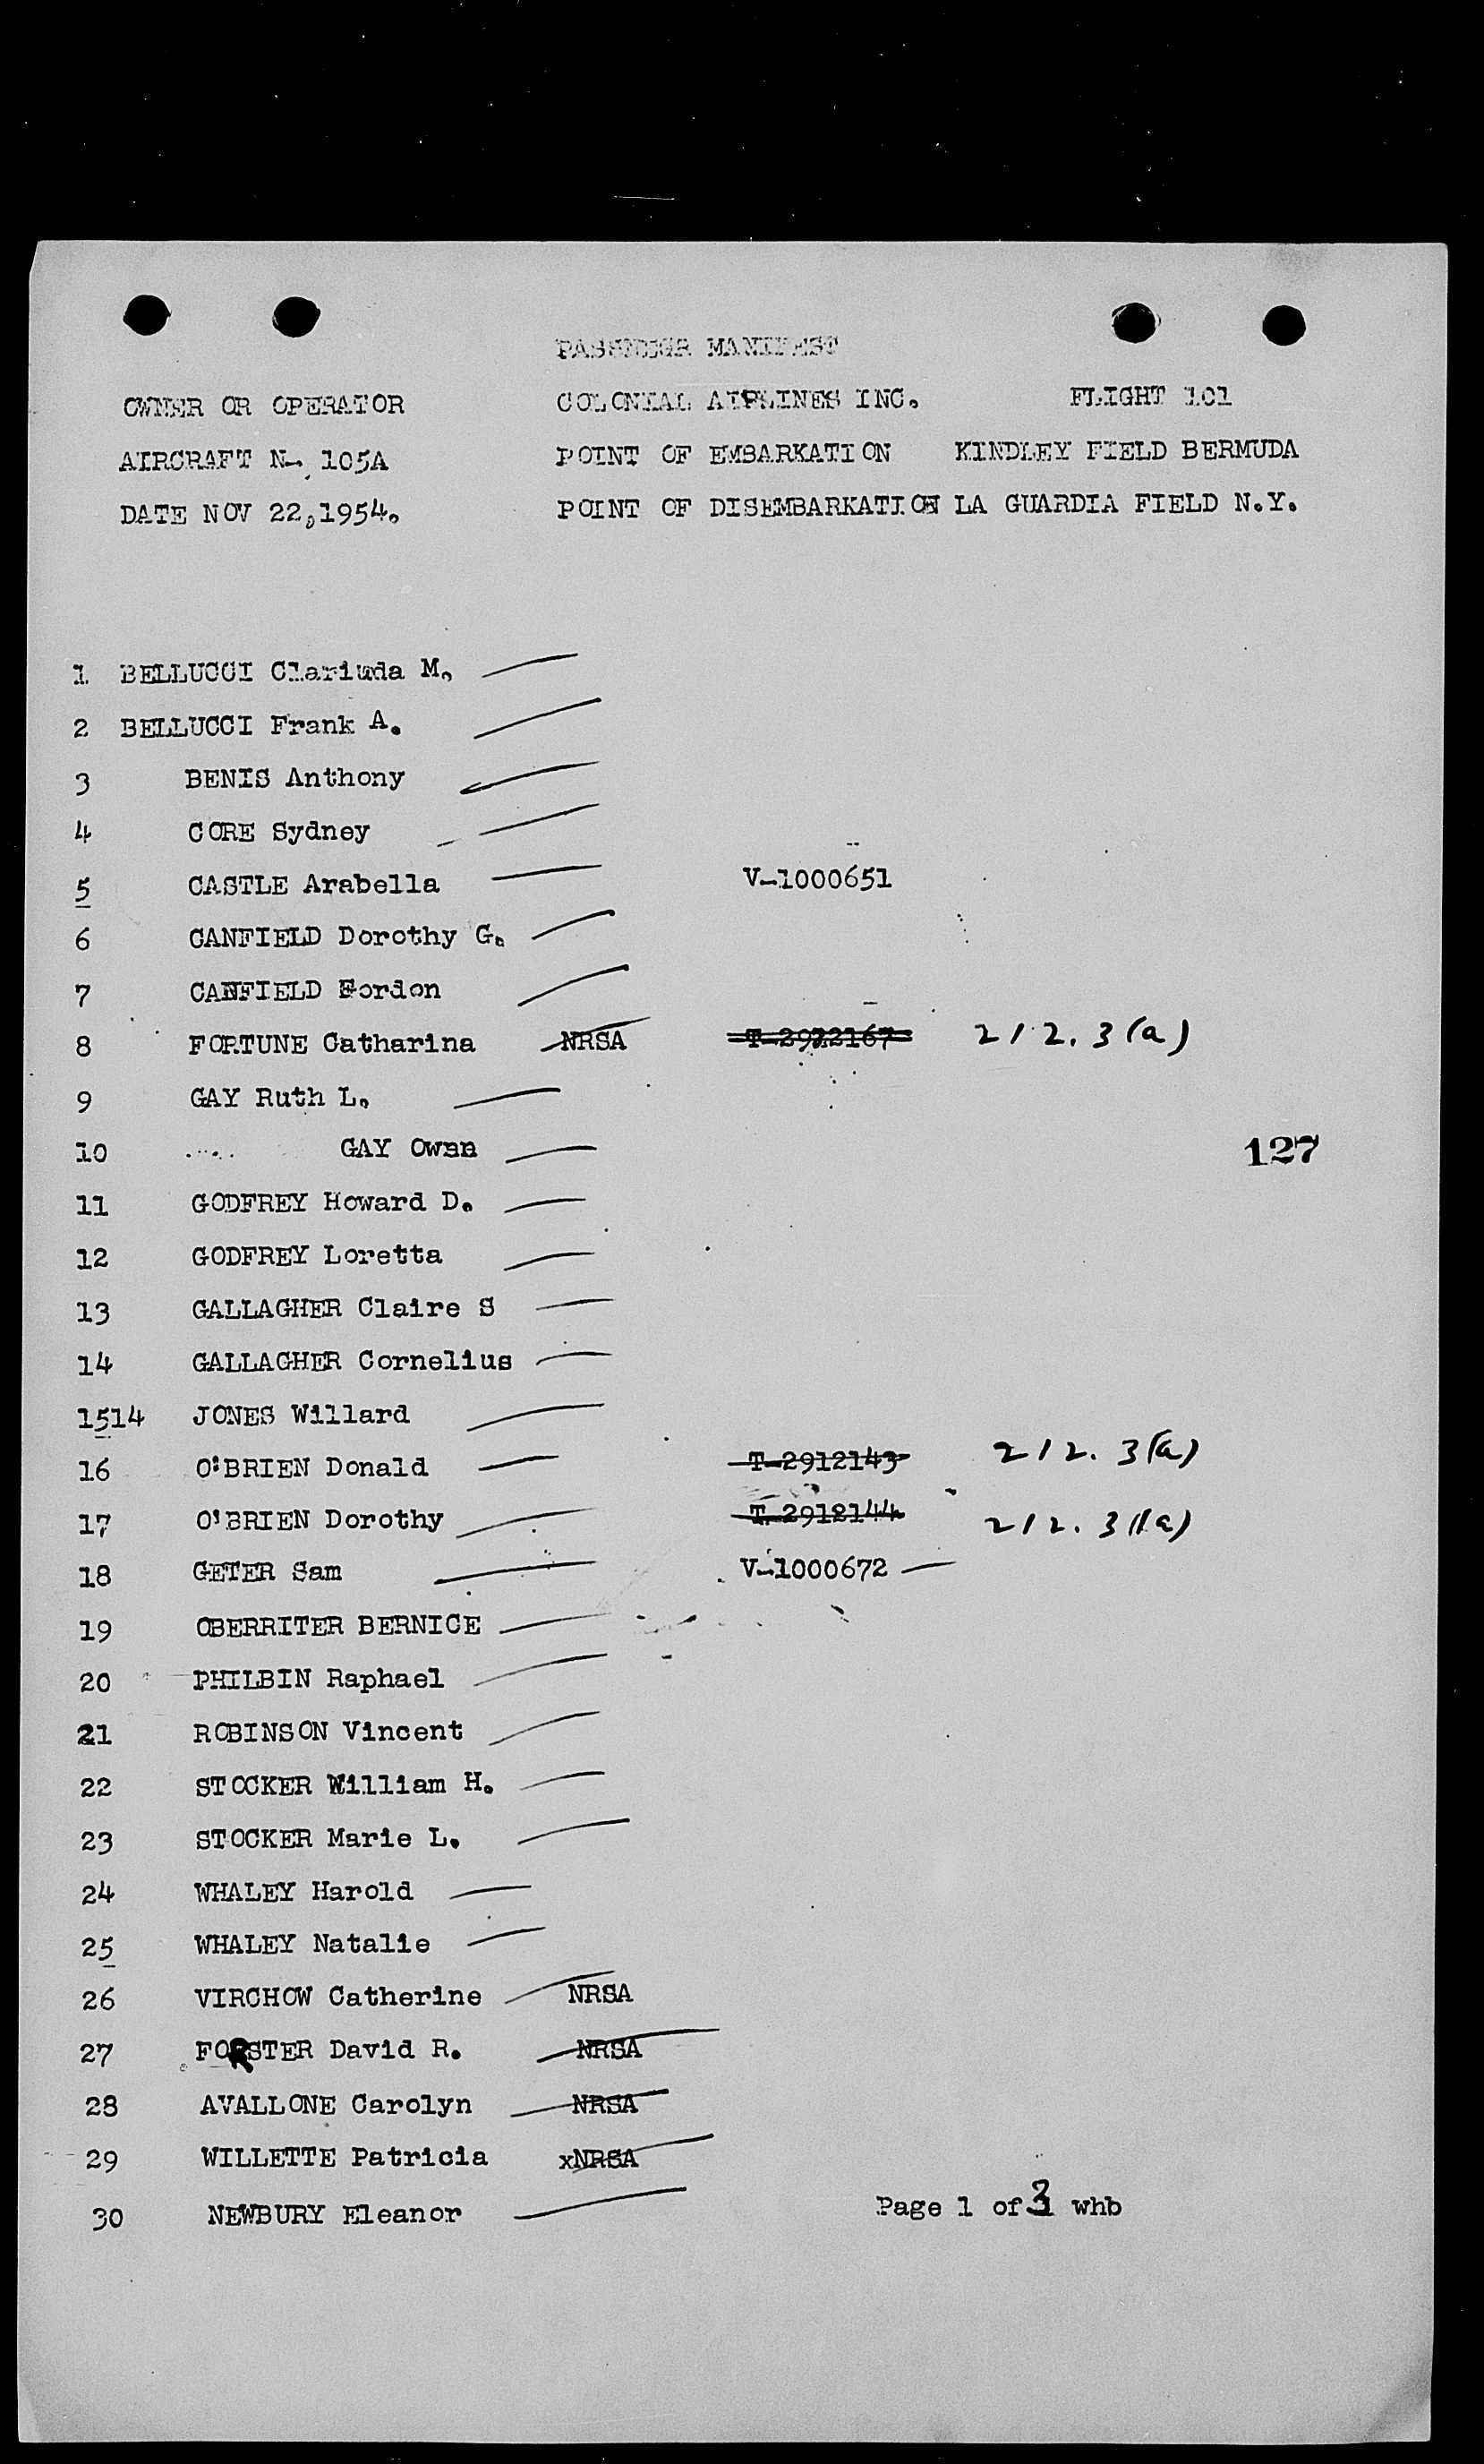 PASSENGER MANIFEST
OWNER OR OPERATOR COLONIAL AIRLINES INC. FLIGHT 101
AIRCRAFT N-105A POINT OF EMBARKATION KINDLEY FIELD BERMUDA
DATE NOV 22,1954. POINT OF DISEMBARKATION LA GUARDIA FIELD N.Y.
1 BELLUCCI Clariuda M.
2 BELLUCCI Frank A.
3 BENIS Anthony
4 CORE Sydney
5 CASTLE Arabella V-1000651
6 CANFIELD Dorothy G.
7 CANFIELD Gordon
8 FORTUNE Catharina NRSA T-2922167 212.3(a)
9 GAY Ruth L.
10 GAY Owen
127
11 GODFREY Howard D.
12 GODFREY Loretta
13 GALLAGHER Claire S
14 GALLAGHER Cornelius
1514 JONES Willard
16 O'BRIEN Donald T-2912143 212.3(a)
17 O'BRIEN Dorothy T-2912144 212.3(a)
18 GETER Sam V-1000672
19 OBERRITER BERNICE
20 PHILBIN Raphael
21 ROBINSON Vincent
22 STOCKER William H.
23 STOCKER Marie L.
24 WHALEY Harold
25 WHALEY Natalie
26 VIRCHOW Catherine NRSA
27 FORSTER David R. NRSA
28 AVALLONE Carolyn NRSA
29 WILLETTE Patricia xNRSA
30 NEWBURY Eleanor
Page 1 of 3 whb